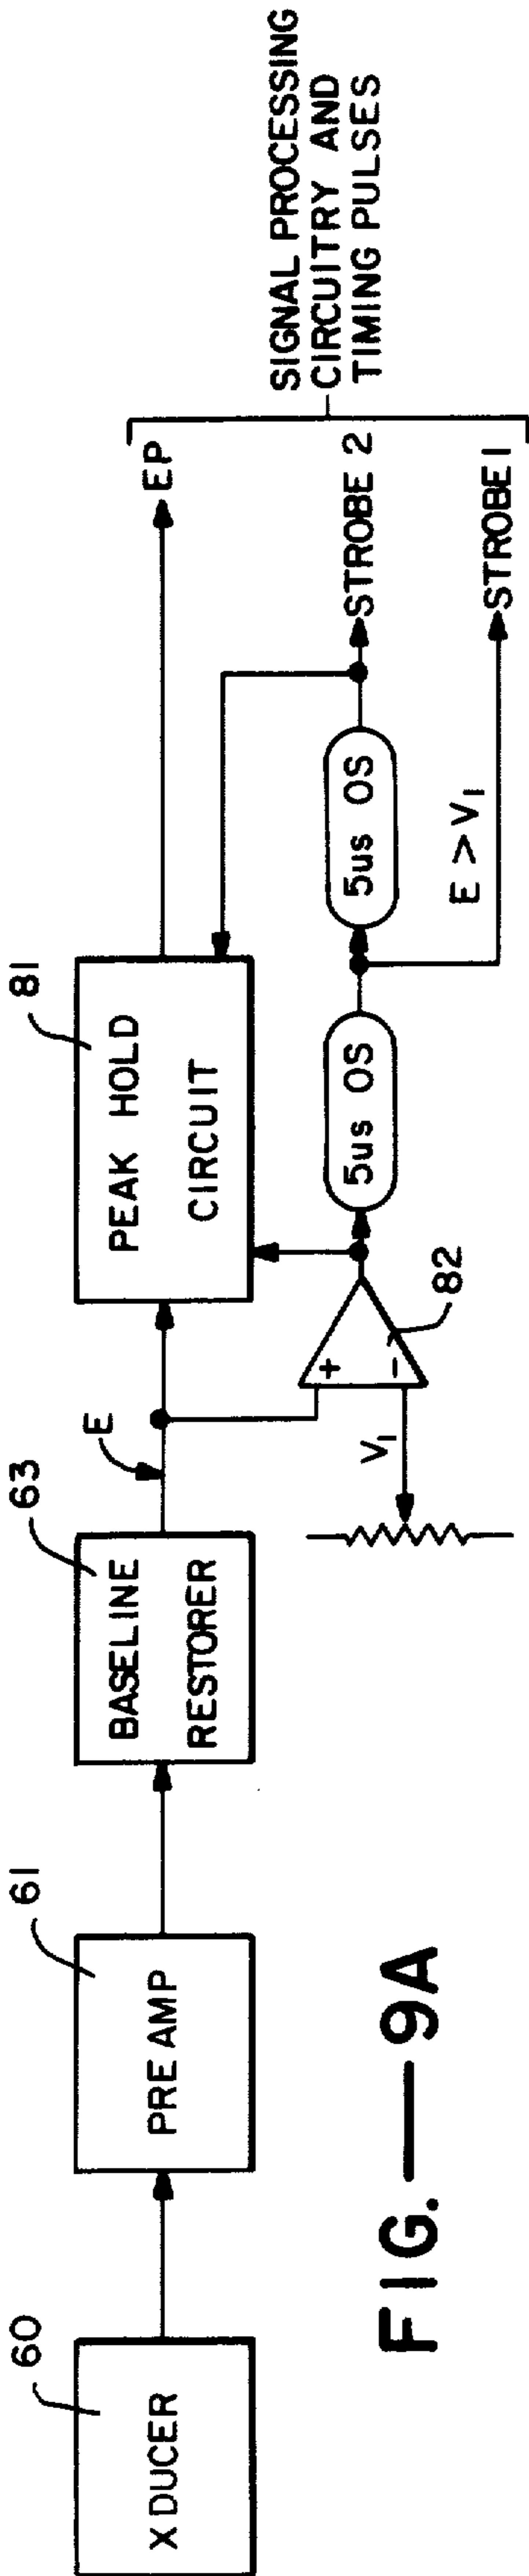 60
X DUCER
61
PRE AMP
63
BASELINE
RESTORER
E
81
PEAK HOLD
CIRCUIT
EP
V1
+
-
82
5us OS
5us OS
STROBE 2
E > V1
STROBE 1
SIGNAL PROCESSING
CIRCUITRY AND
TIMING PULSES
FIG. — 9A